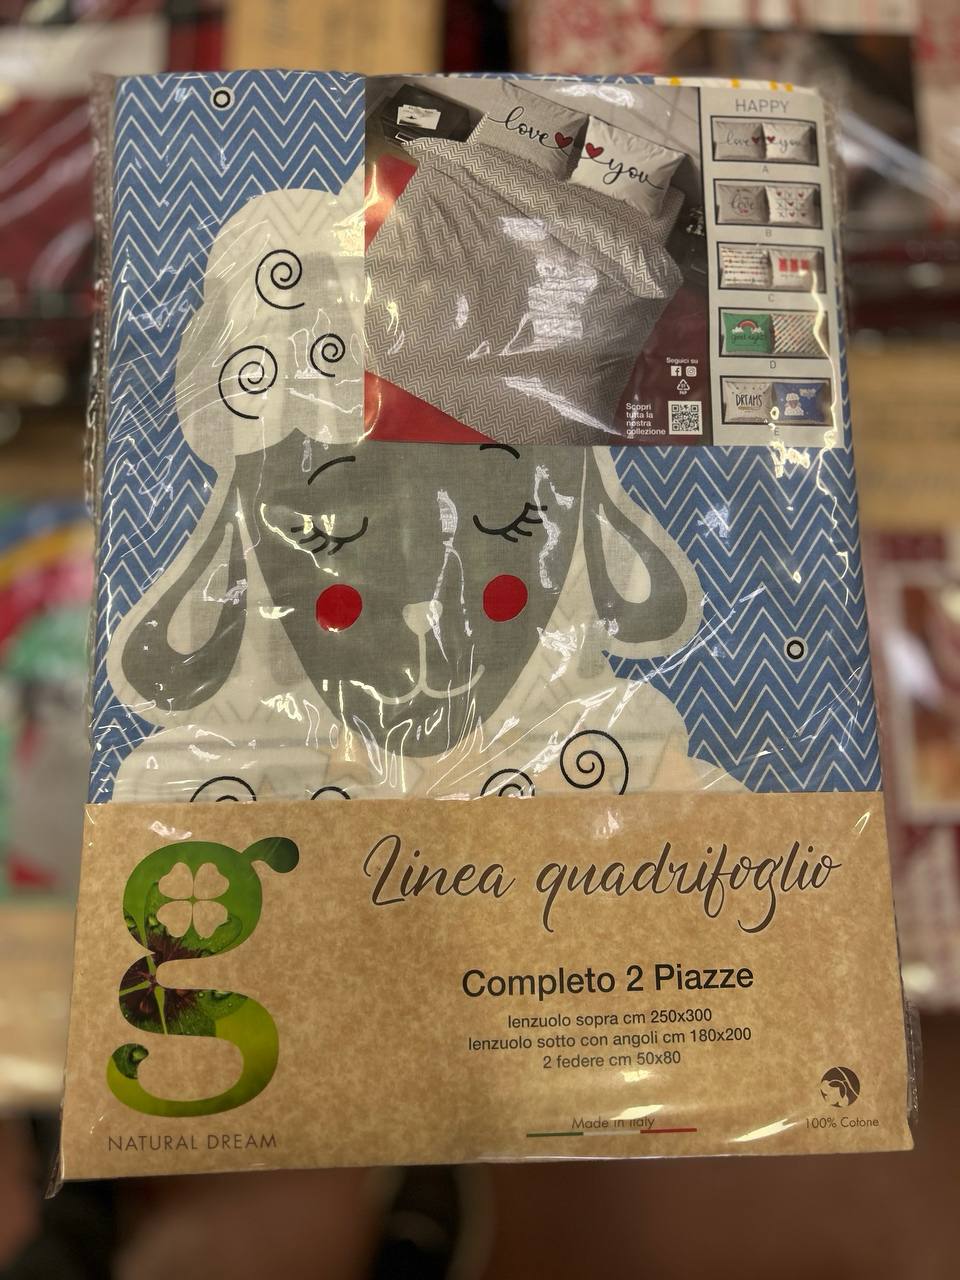 HAPPY
love you
A
B
C
D
DREAMS
Seguici su
PAP
Scopri
tutta la
nostra
collezione
Linea quadrifoglio
Completo 2 Piazze
lenzuolo sopra cm 250x300
lenzuolo sotto con angoli cm 180x200
2 federe cm 50x80
g
NATURAL DREAM
Made in Italy
100% Cotone